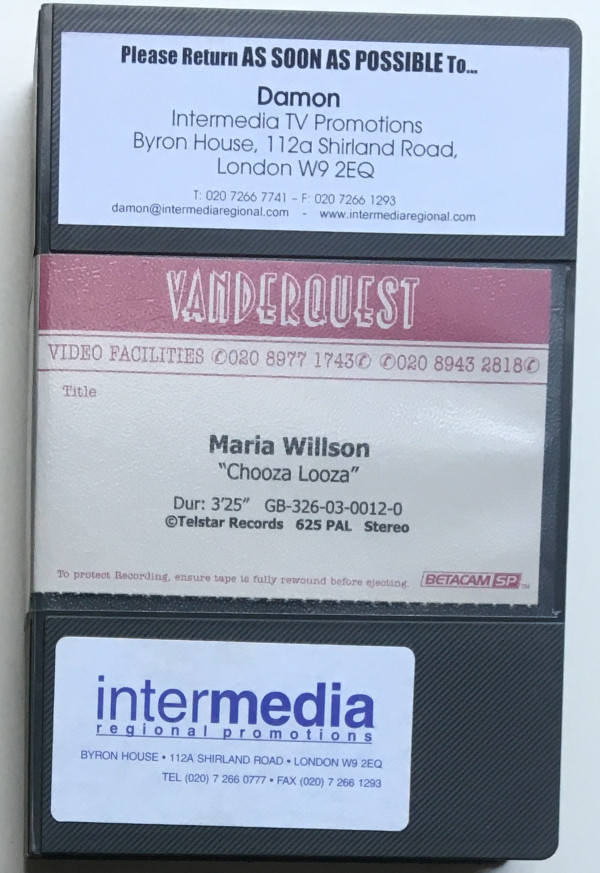 Please Return AS SOON AS POSSIBLE To...
Damon
Intermedia TV Promotions
Byron House, 112a Shirland Road,
London W9 2EQ
T: 020 7266 7741 – F: 020 7266 1293
damon@intermediaregional.com - www.intermediaregional.com
VANDERQUEST
VIDEO FACILITIES ✆020 8977 1743✆ ✆020 8943 2818✆
Title
Maria Willson
“Chooza Looza”
Dur: 3’25” GB-326-03-0012-0
©Telstar Records 625 PAL Stereo
To protect Recording, ensure tape is fully rewound before ejecting. BETACAM SP™
intermedia
regional promotions
BYRON HOUSE • 112A SHIRLAND ROAD • LONDON W9 2EQ
TEL (020) 7 266 0777 • FAX (020) 7 266 1293